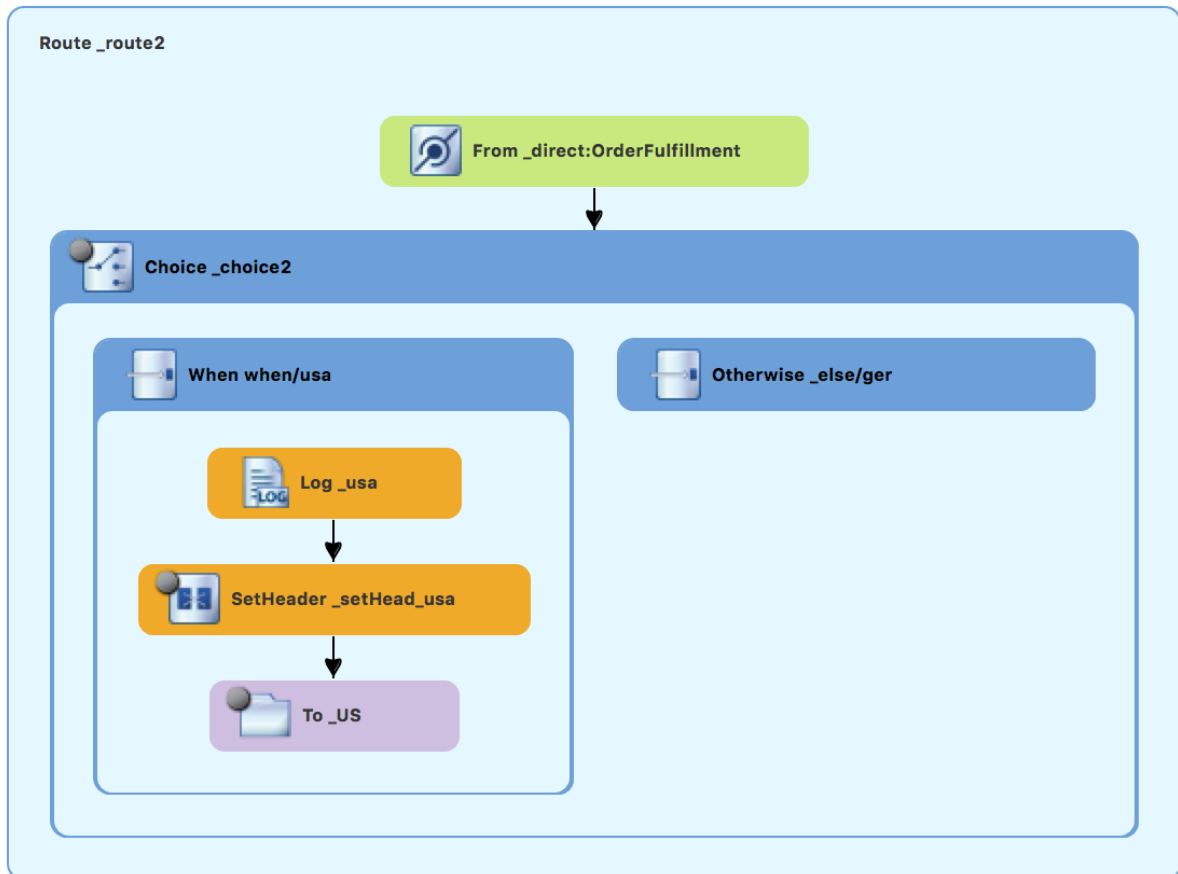 Route _route2
From _direct:OrderFulfillment
Choice _choice2
When when/usa
Otherwise _else/ger
Log _usa
LOG
SetHeader _setHead_usa
To _US